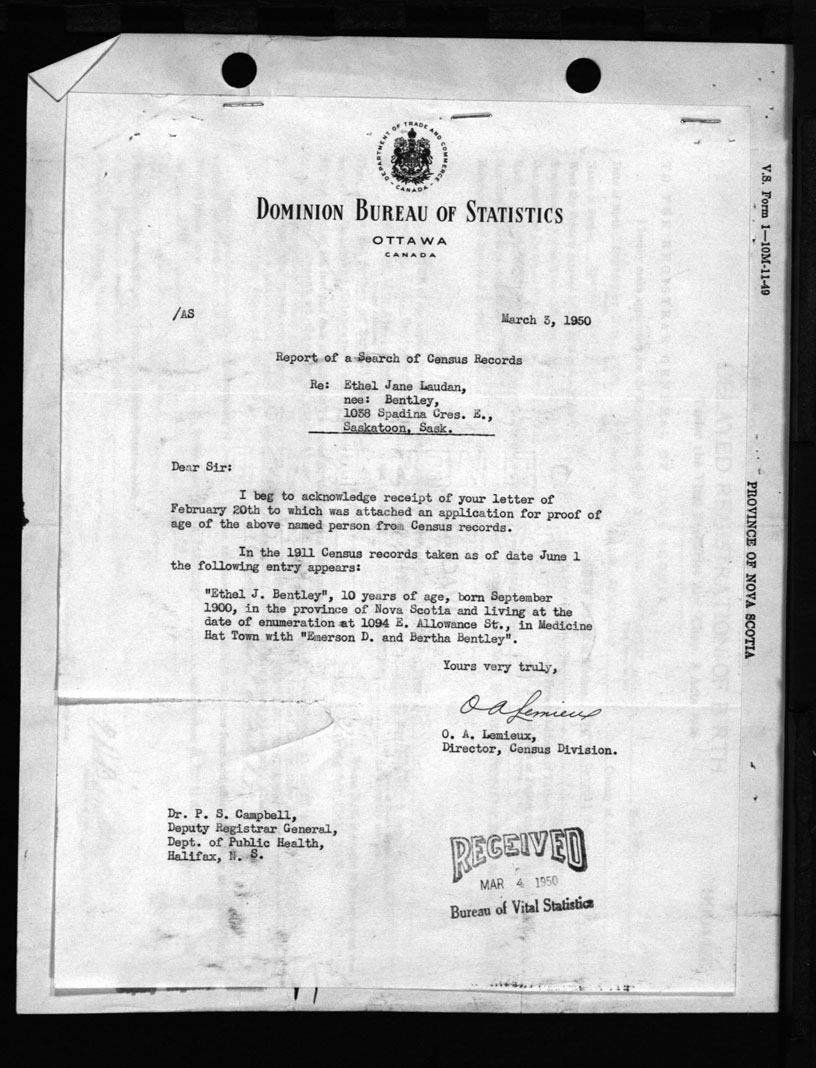 DEPARTMENT OF TRADE AND COMMERCE
CANADA
DOMINION BUREAU OF STATISTICS
OTTAWA
CANADA
/AS
March 3, 1950
Report of a Search of Census Records
Re: Ethel Jane Laudan,
nee: Bentley,
1038 Spadina Cres. E.,
Saskatoon, Sask.
Dear Sir:
I beg to acknowledge receipt of your letter of
February 20th to which was attached an application for proof of
age of the above named person from Census records.
In the 1911 Census records taken as of date June 1
the following entry appears:
"Ethel J. Bentley", 10 years of age, born September
1900, in the province of Nova Scotia and living at the
date of enumeration at 1094 E. Allowance St., in Medicine
Hat Town with "Emerson D. and Bertha Bentley".
Yours very truly,
O A Lemieux
O. A. Lemieux,
Director, Census Division.
Dr. P. S. Campbell,
Deputy Registrar General,
Dept. of Public Health,
Halifax, N. S.
RECEIVED
MAR 4 1950
Bureau of Vital Statistics
V.S. Form 1—10M-11-49
PROVINCE OF NOVA SCOTIA